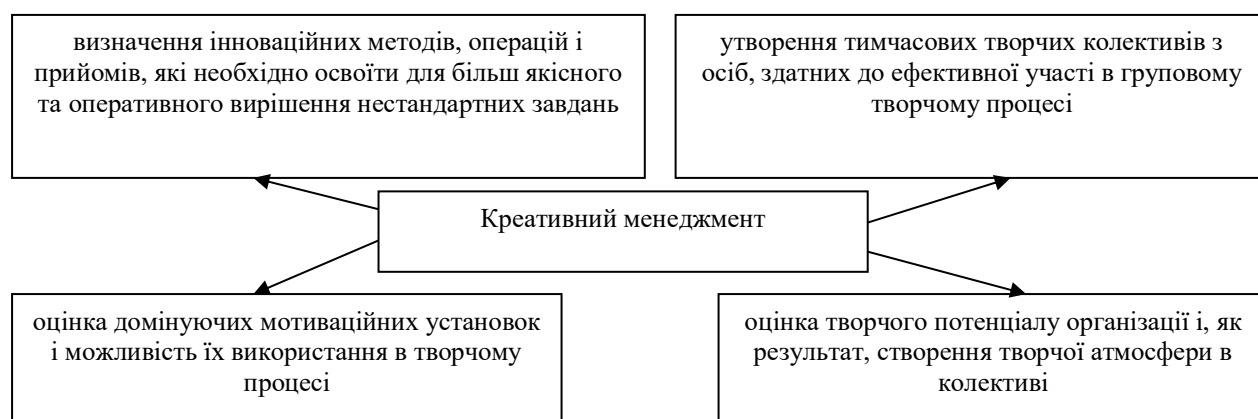 визначення інноваційних методів, операцій і
прийомів, які необхідно освоїти для більш якісного
та оперативного вирішення нестандартних завдань
утворення тимчасових творчих колективів з
осіб, здатних до ефективної участі в груповому
творчому процесі
Креативний менеджмент
оцінка домінуючих мотиваційних установок
і можливість їх використання в творчому
процесі
оцінка творчого потенціалу організації і, як
результат, створення творчої атмосфери в
колективі